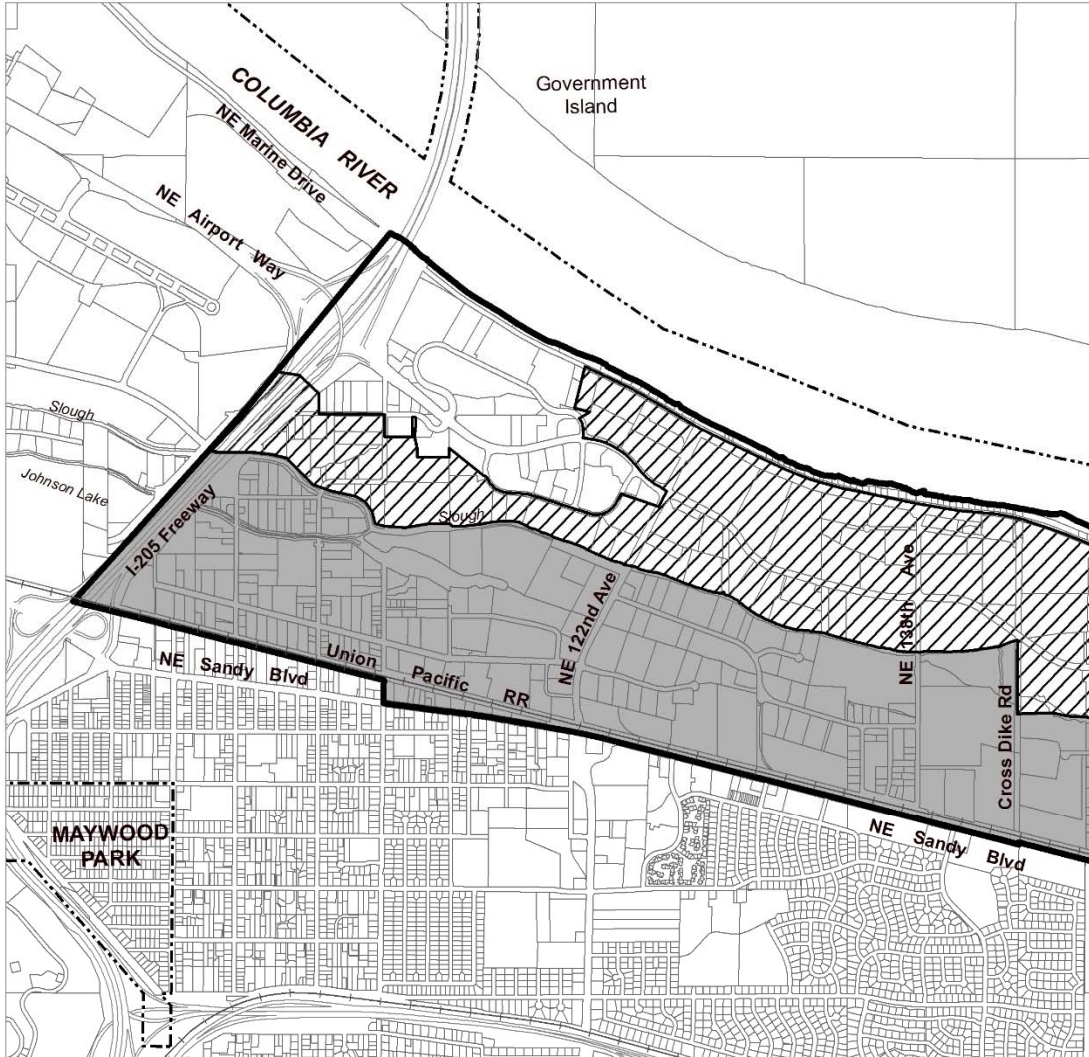 COLUMBIA RIVER
Government
Island
NE Marine Drive
NE Airport Way
Slough
Johnson Lake
I-205 Freeway
Slough
NE 122nd Ave
NE 138th Ave
Cross Dike Rd
Union Pacific RR
NE Sandy Blvd
NE Sandy Blvd
MAYWOOD
PARK